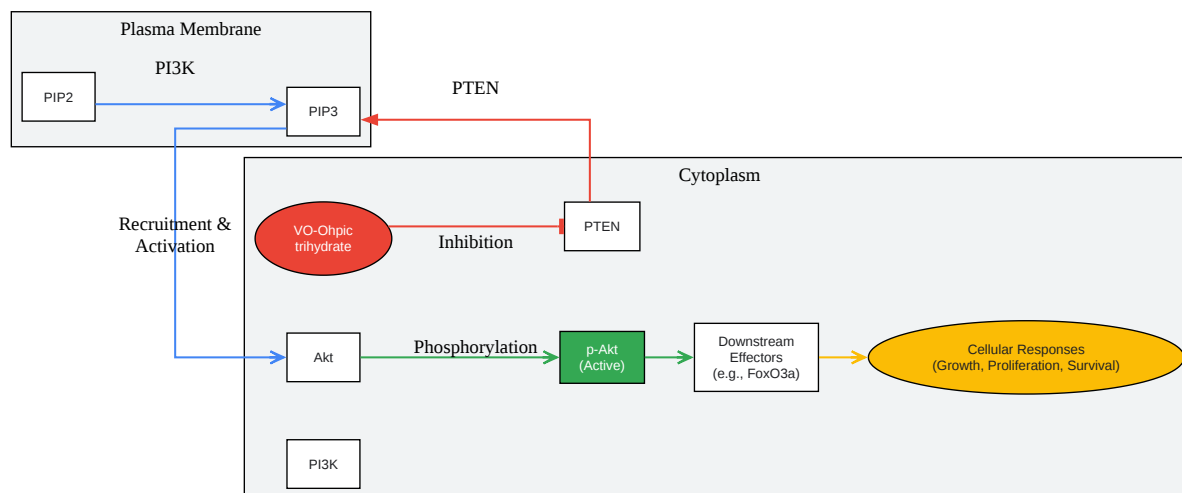 Plasma Membrane
PI3K
PIP2
PIP3
PTEN
Cytoplasm
Recruitment &
Activation
VO-Ohpic
trihydrate
Inhibition
PTEN
Akt
Phosphorylation
p-Akt
(Active)
Downstream
Effectors
(e.g., FoxO3a)
Cellular Responses
(Growth, Proliferation, Survival)
PI3K